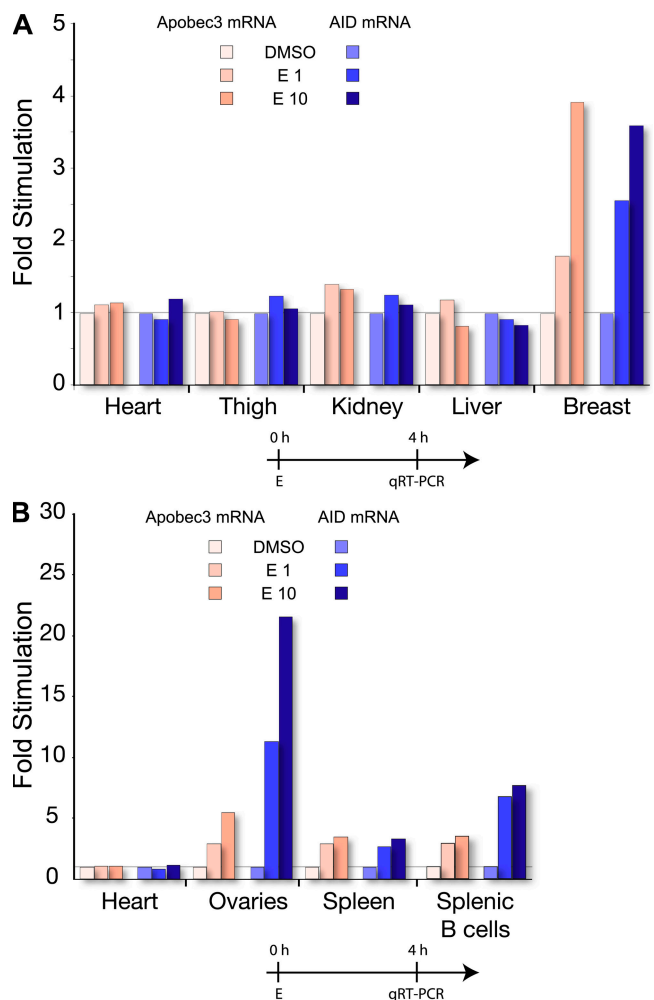 A
Apobec3 mRNA AID mRNA
DMSO
E 1
E 10
Fold Stimulation
5
4
3
2
1
0
Heart Thigh Kidney Liver Breast
0 h 4 h
E qRT-PCR
B
Apobec3 mRNA AID mRNA
DMSO
E 1
E 10
Fold Stimulation
30
25
20
15
10
5
0
Heart Ovaries Spleen Splenic
B cells
0 h 4 h
E qRT-PCR